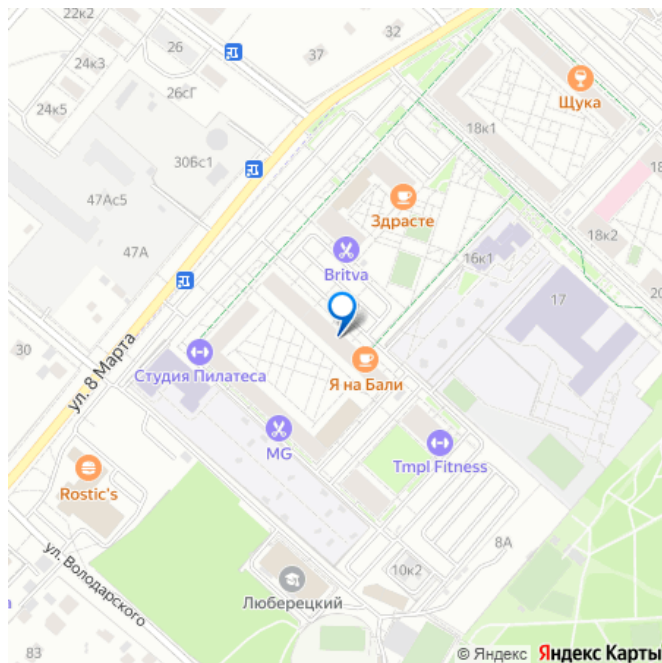 22к2
26
32
37
24к3
26сГ
24к5
Щука
18к1
30Бс1
47Ас5
Здрасте
18
18к2
47А
Britva
16к1
17
20
30
ул. 8 Марта
Студия Пилатеса
Я на Бали
MG
Tmpl Fitness
Rostic's
8А
ул. Володарского
10к2
Люберецкий
83
© Яндекс Яндекс Карты